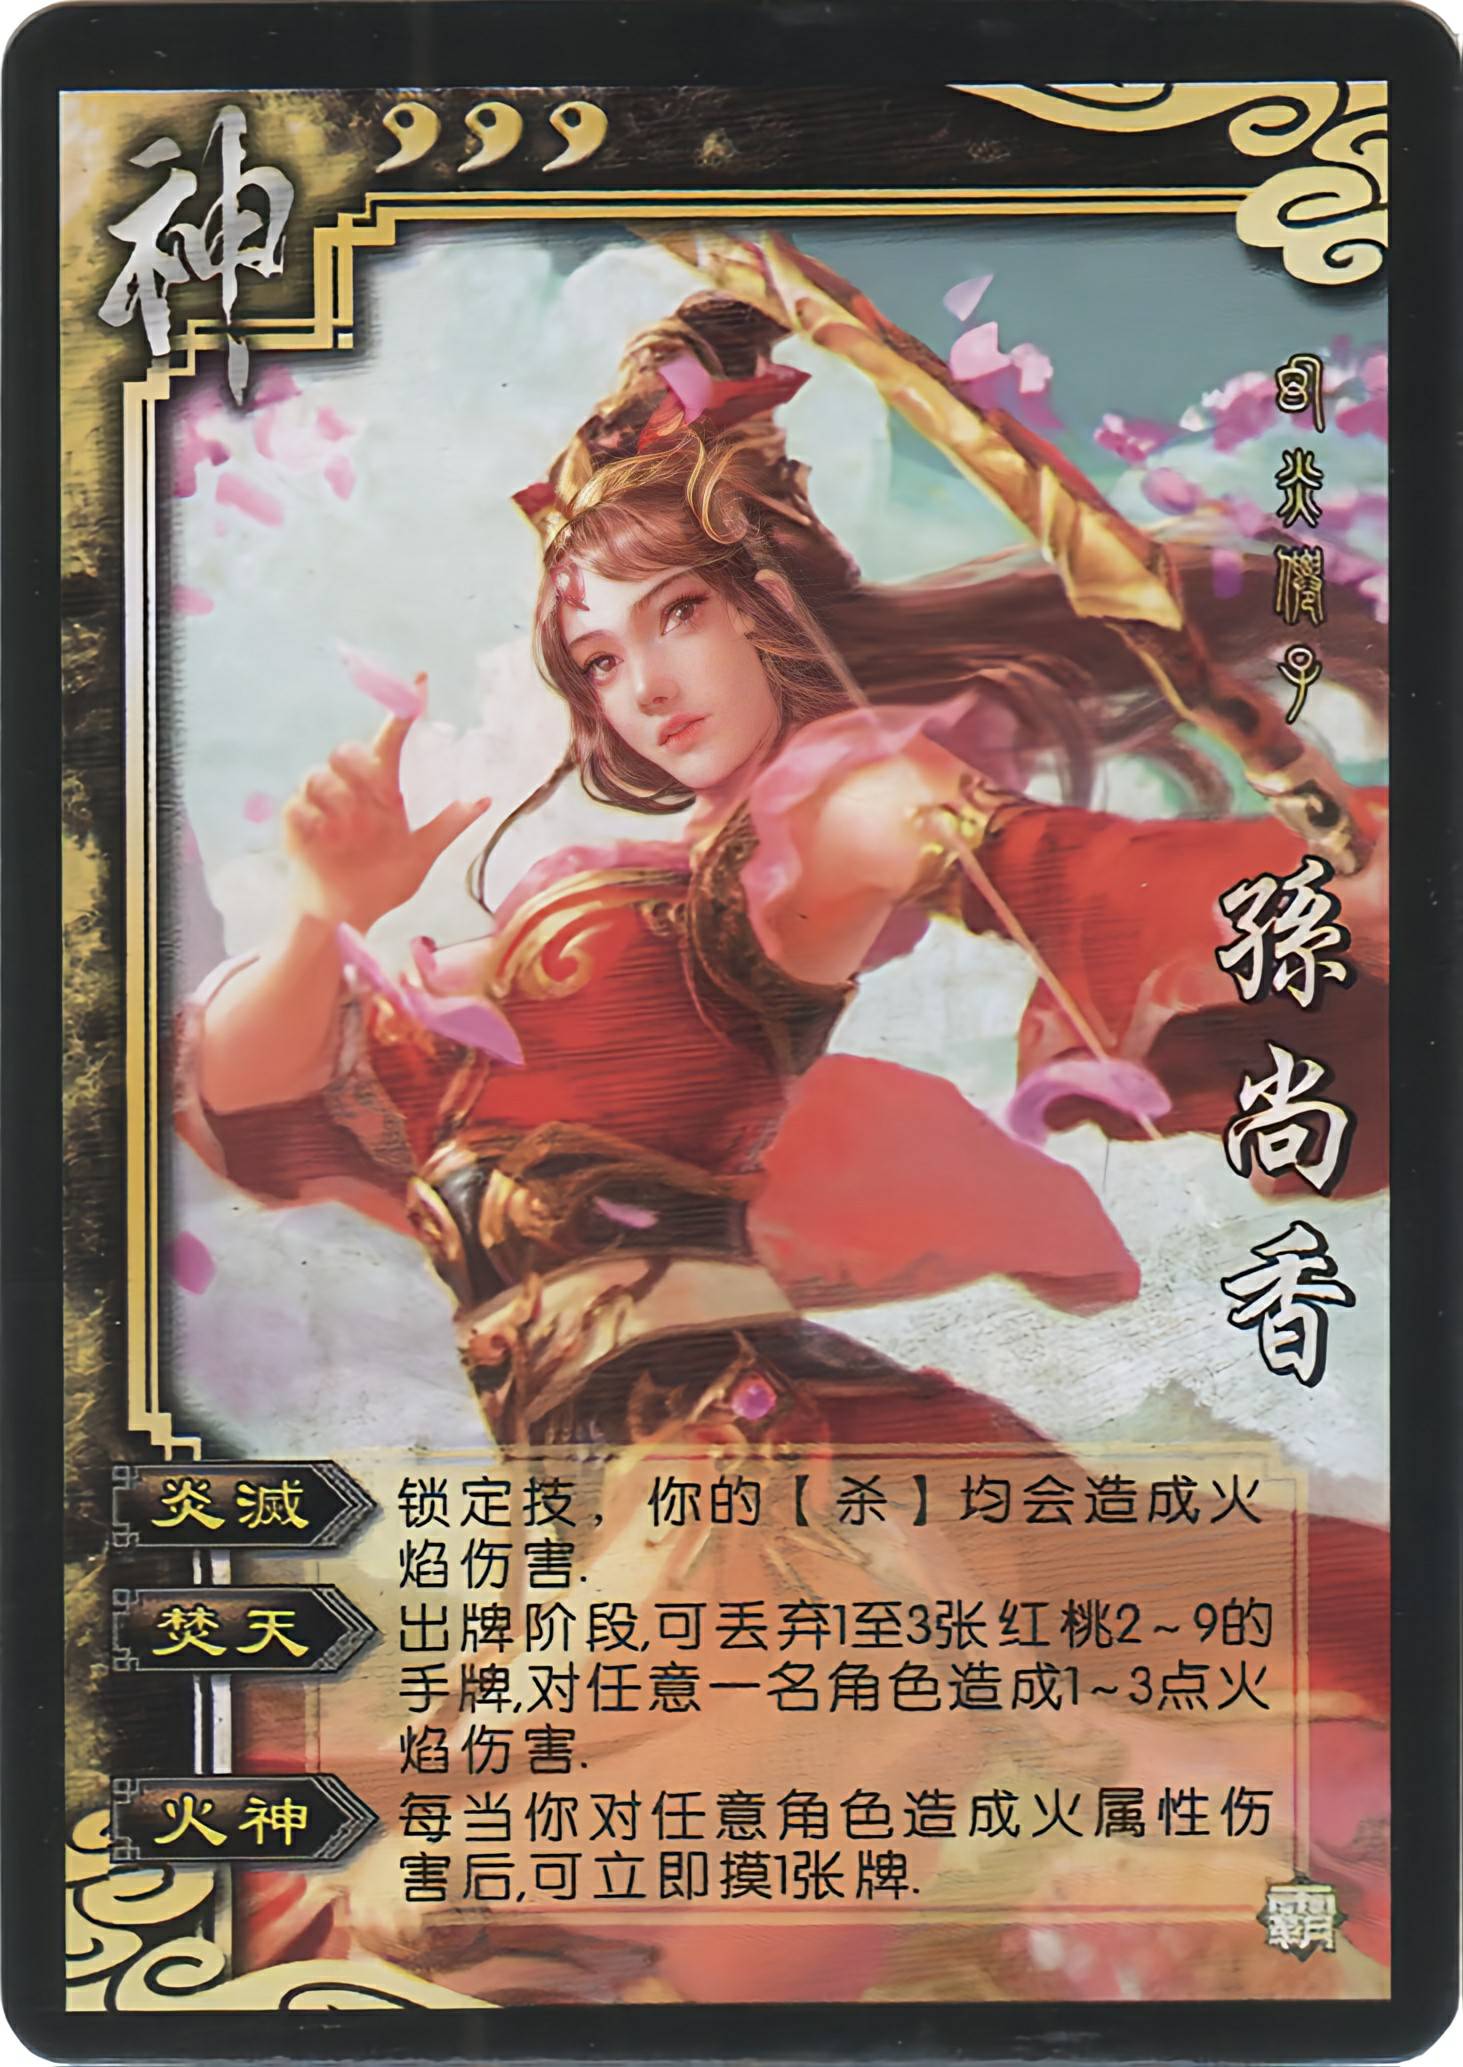 神
弓炎傻子
孫尚香
炎滅
锁定技，你的【杀】均会造成火
焰伤害.
焚天
出牌阶段,可丢弃1至3张红桃2~9的
手牌,对任意一名角色造成1~3点火
焰伤害.
火神
每当你对任意角色造成火属性伤
害后,可立即摸1张牌.
霸